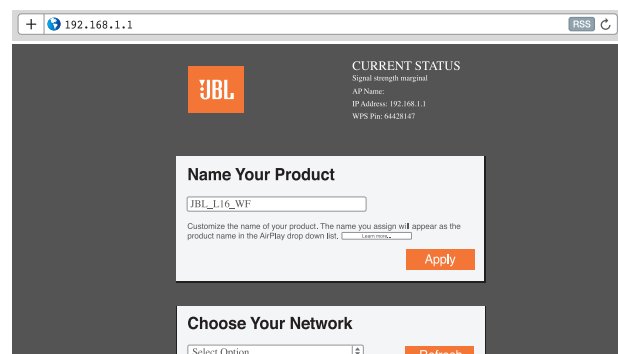 192.168.1.1
RSS
JBL
CURRENT STATUS
Signal strength marginal
AP Name:
IP Address: 192.168.1.1
WPS Pin: 64428147
Name Your Product
JBL_L16_WF
Customize the name of your product. The name you assign will appear as the
product name in the AirPlay drop down list. Learn more...
Apply
Choose Your Network
Select Option
Refresh